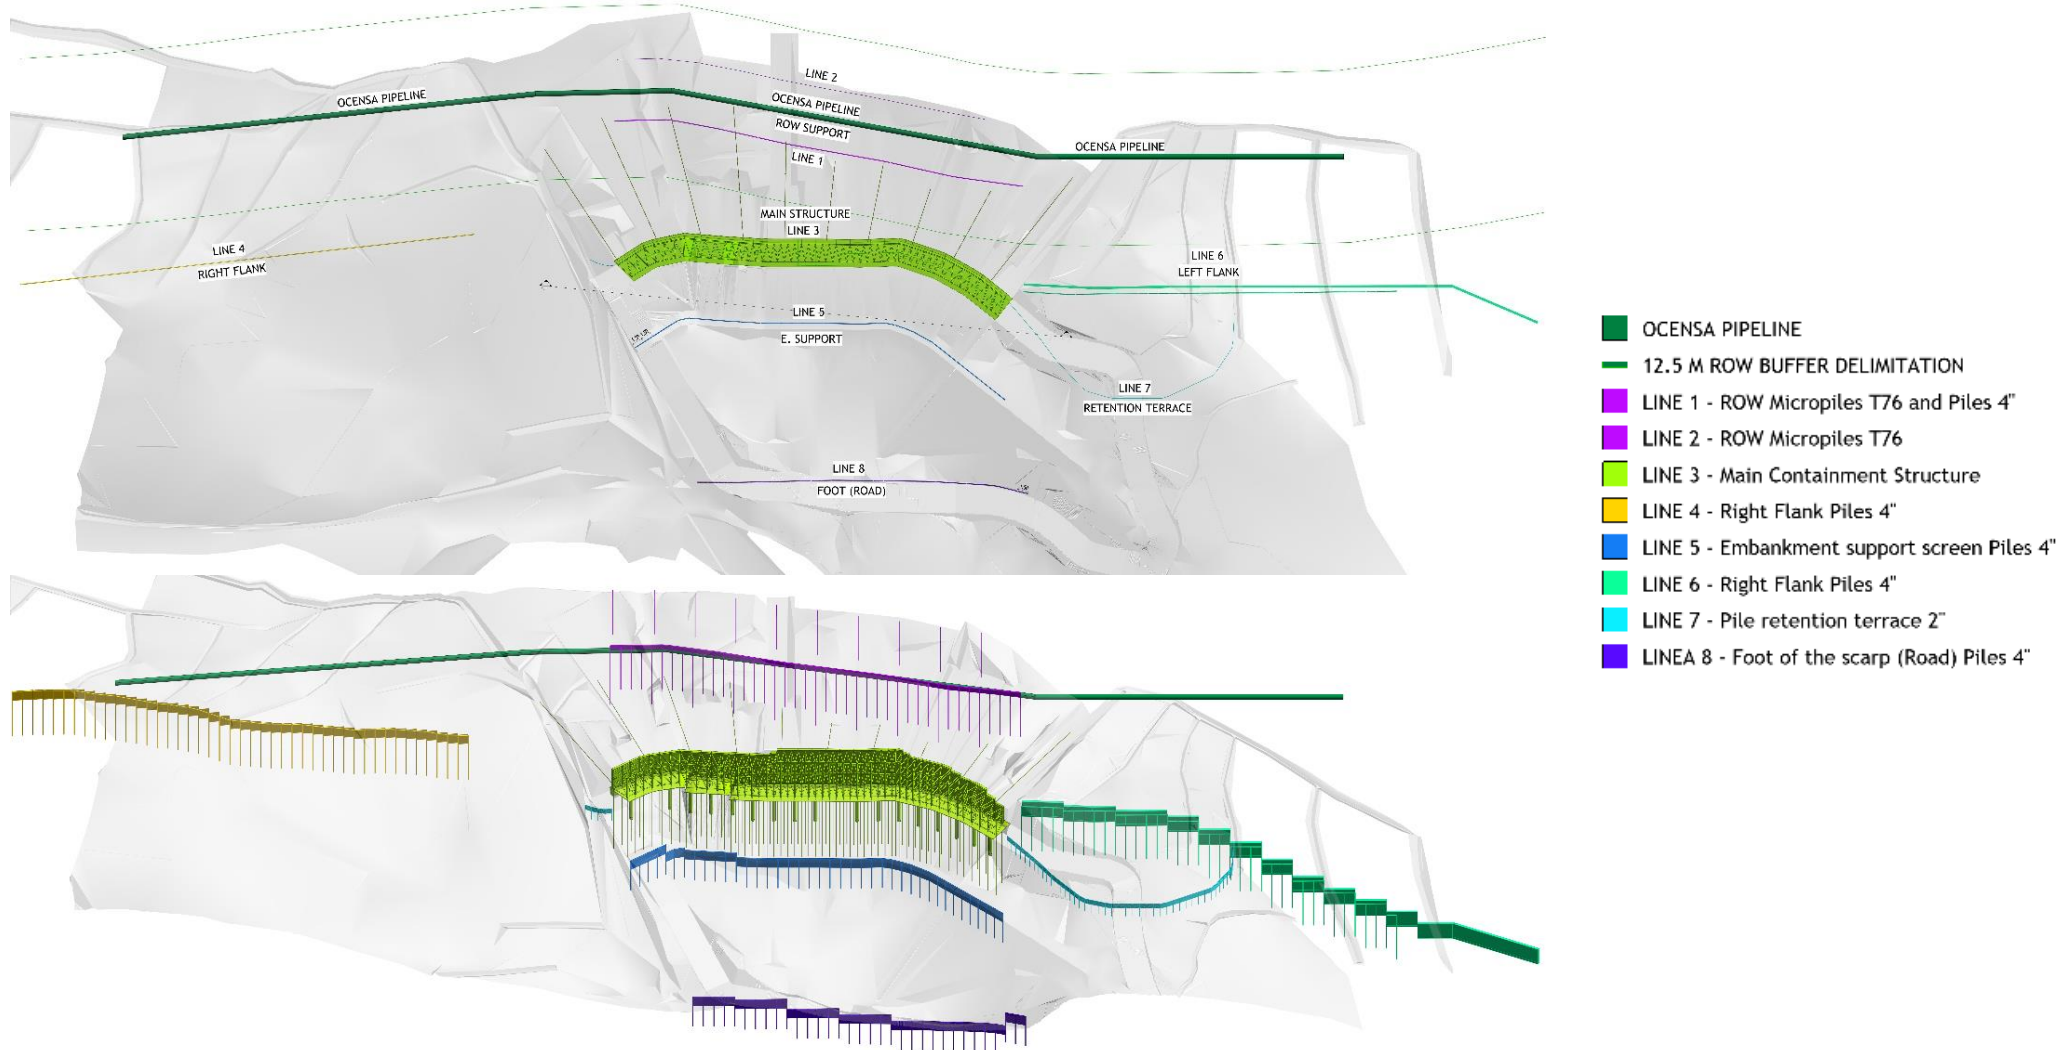 LINE 2
OCENSA PIPELINE
OCENSA PIPELINE
ROW SUPPORT
LINE 1
OCENSA PIPELINE
MAIN STRUCTURE
LINE 3
LINE 4
RIGHT FLANK
LINE 6
LEFT FLANK
LINE 5
E. SUPPORT
LINE 7
RETENTION TERRACE
LINE 8
FOOT (ROAD)
OCENSA PIPELINE
12.5 M ROW BUFFER DELIMITATION
LINE 1 - ROW Micropiles T76 and Piles 4"
LINE 2 - ROW Micropiles T76
LINE 3 - Main Containment Structure
LINE 4 - Right Flank Piles 4"
LINE 5 - Embankment support screen Piles 4"
LINE 6 - Right Flank Piles 4"
LINE 7 - Pile retention terrace 2"
LINEA 8 - Foot of the scarp (Road) Piles 4"